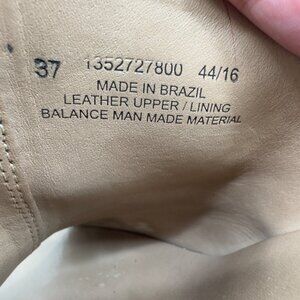 37 1352727800 44/16
MADE IN BRAZIL
LEATHER UPPER / LINING
BALANCE MAN MADE MATERIAL